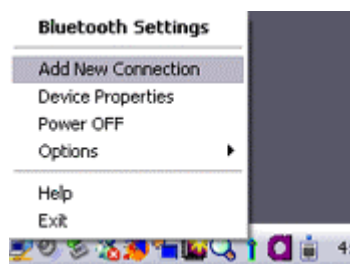 Bluetooth Settings
Add New Connection
Device Properties
Power OFF
Options
Help
Exit